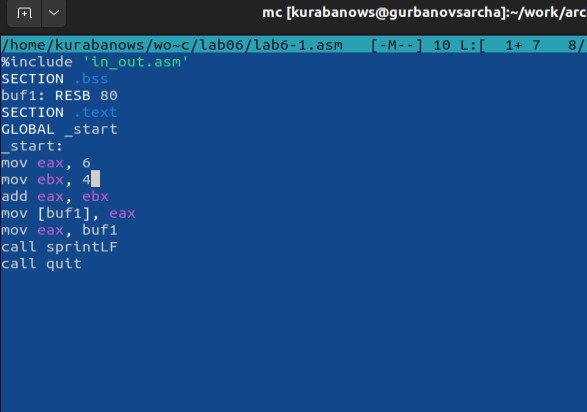 mc [kurabanows@gurbanovsarcha]:~/work/arc
/home/kurabanows/wo~c/lab06/lab6-1.asm   [-M--] 10 L:[  1+ 7   8/
%include 'in_out.asm'
SECTION .bss
buf1: RESB 80
SECTION .text
GLOBAL _start
_start:
mov eax, 6
mov ebx, 4
add eax, ebx
mov [buf1], eax
mov eax, buf1
call sprintLF
call quit